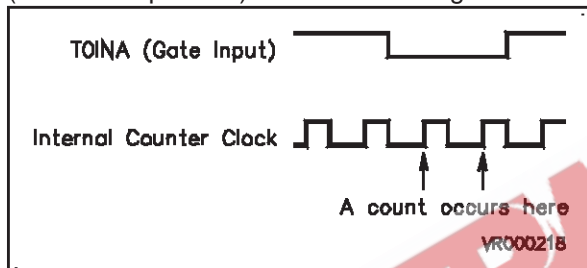 TOINA (Gate Input)
Internal Counter Clock
A count occurs here
VR000218